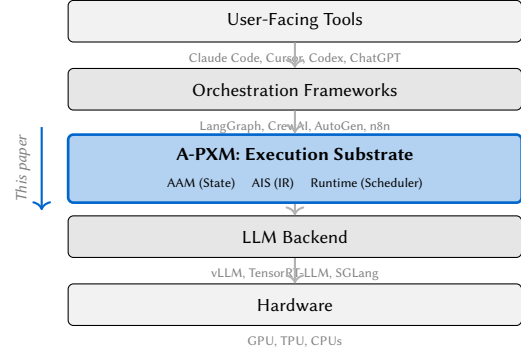 User-Facing Tools
Claude Code, Cursor, Codex, ChatGPT
Orchestration Frameworks
LangGraph, CrewAI, AutoGen, n8n
This paper
A-PXM: Execution Substrate
AAM (State) AIS (IR) Runtime (Scheduler)
LLM Backend
vLLM, TensorRT-LLM, SGLang
Hardware
GPU, TPU, CPUs